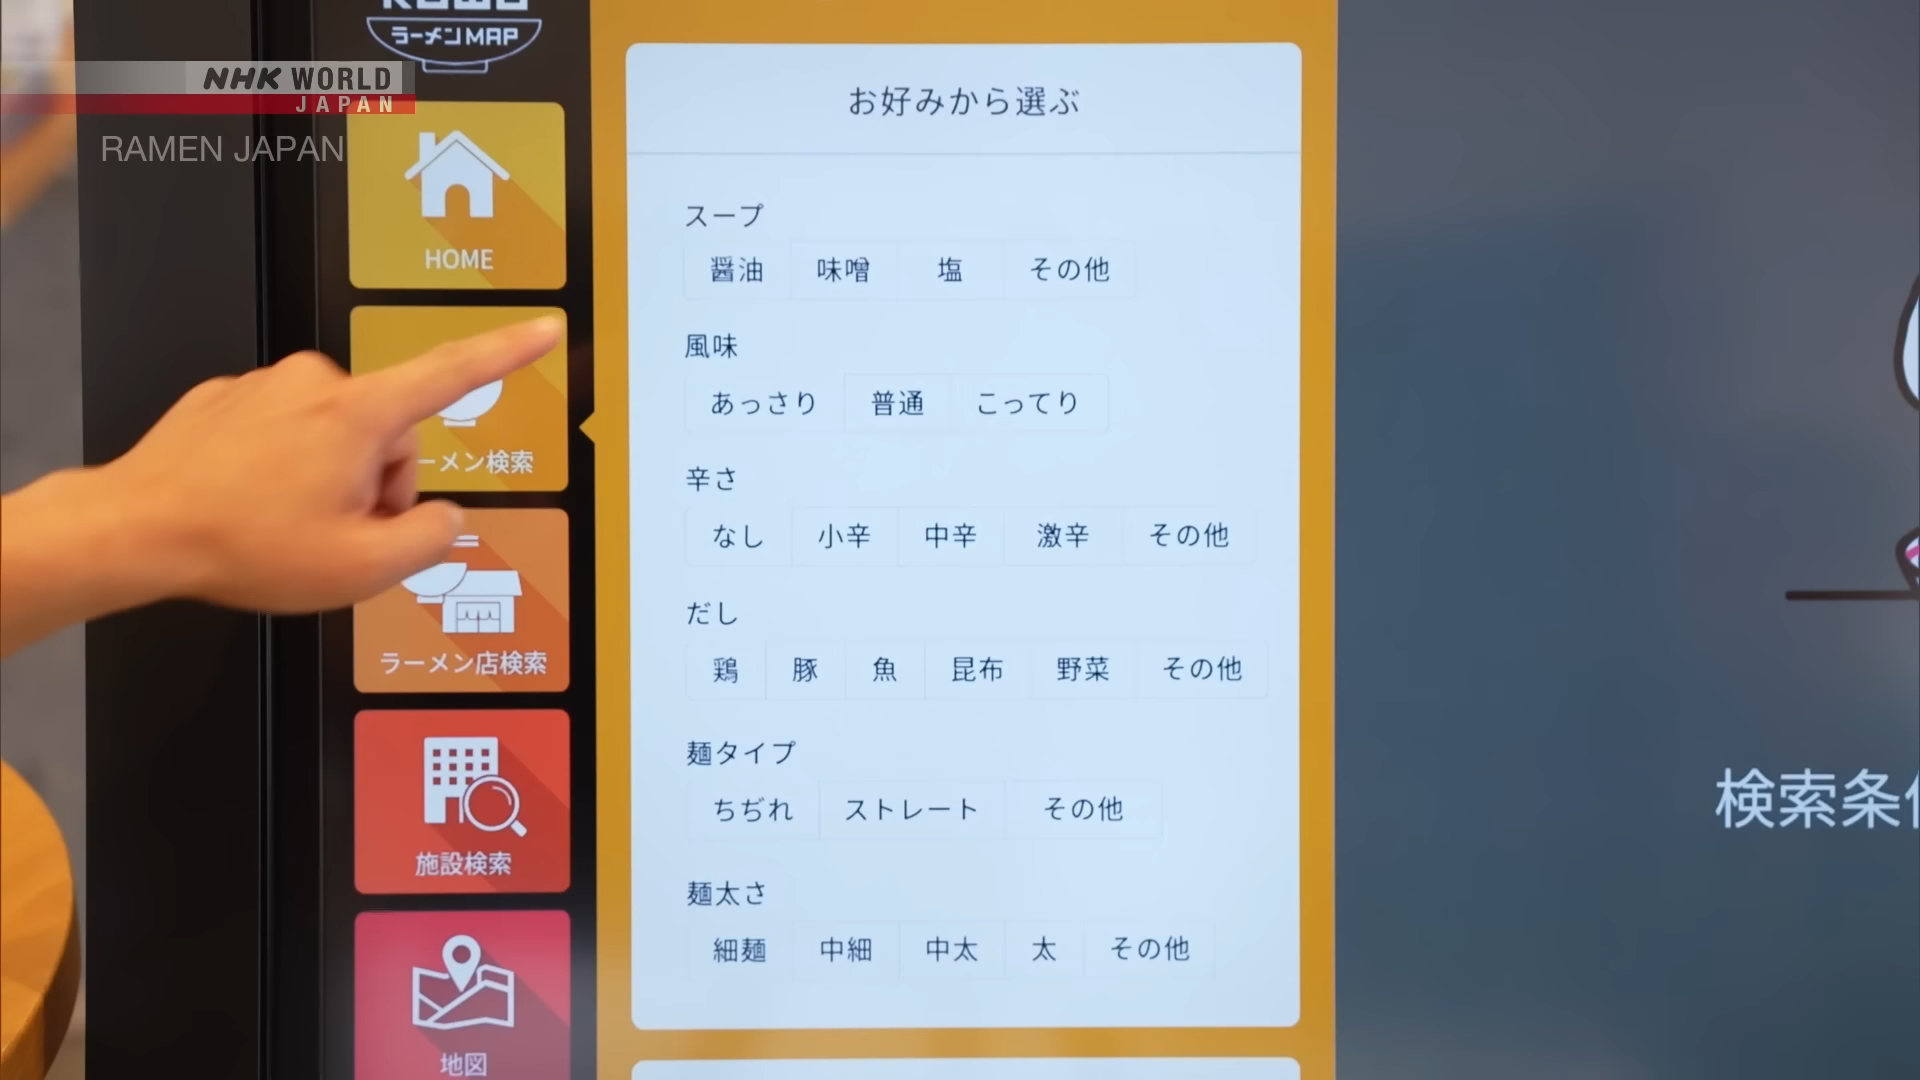 ラーメンMAP
NHK WORLD
JAPAN
RAMEN JAPAN
HOME
ーメン検索
ラーメン店検索
施設検索
地図
お好みから選ぶ
スープ
醤油 味噌 塩 その他
風味
あっさり 普通 こってり
辛さ
なし 小辛 中辛 激辛 その他
だし
鶏 豚 魚 昆布 野菜 その他
麺タイプ
ちぢれ ストレート その他
麺太さ
細麺 中細 中太 太 その他
検索条